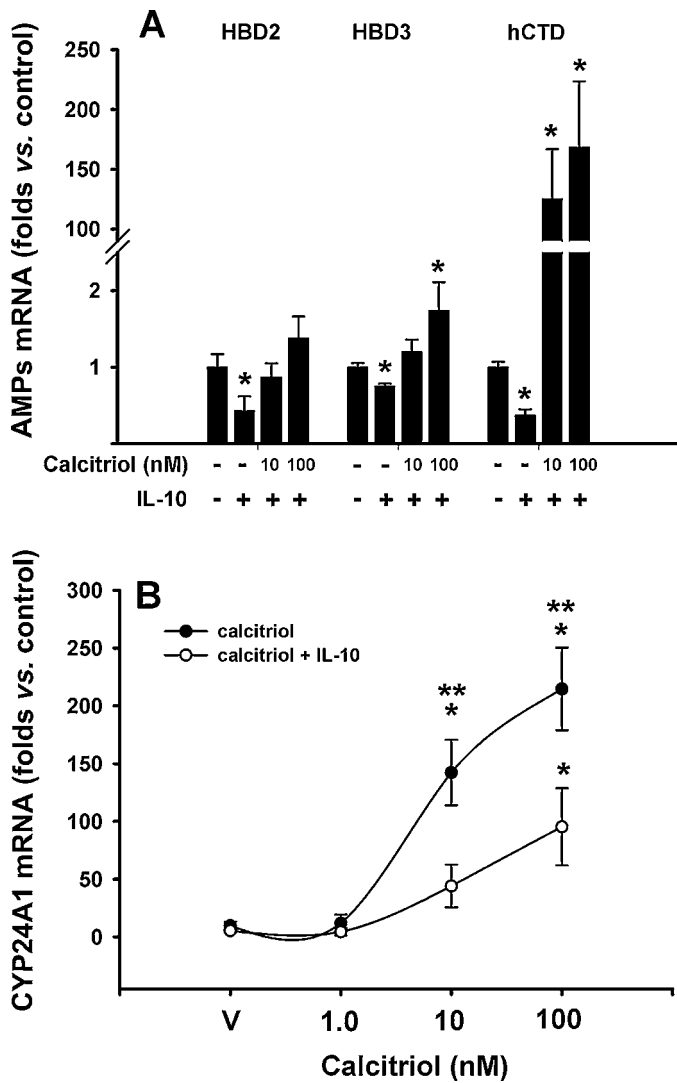 A
HBD2 HBD3 hCTD
AMPs mRNA (folds vs. control)
250
200
150
100
2
1
* * * * * *
Calcitriol (nM) - - 10 100 - - 10 100 - - 10 100
IL-10 - + + + - + + + - + + +
B
CYP24A1 mRNA (folds vs. control)
300
250
200
150
100
50
0
calcitriol
calcitriol + IL-10
**
*
**
*
*
V 1.0 10 100
Calcitriol (nM)